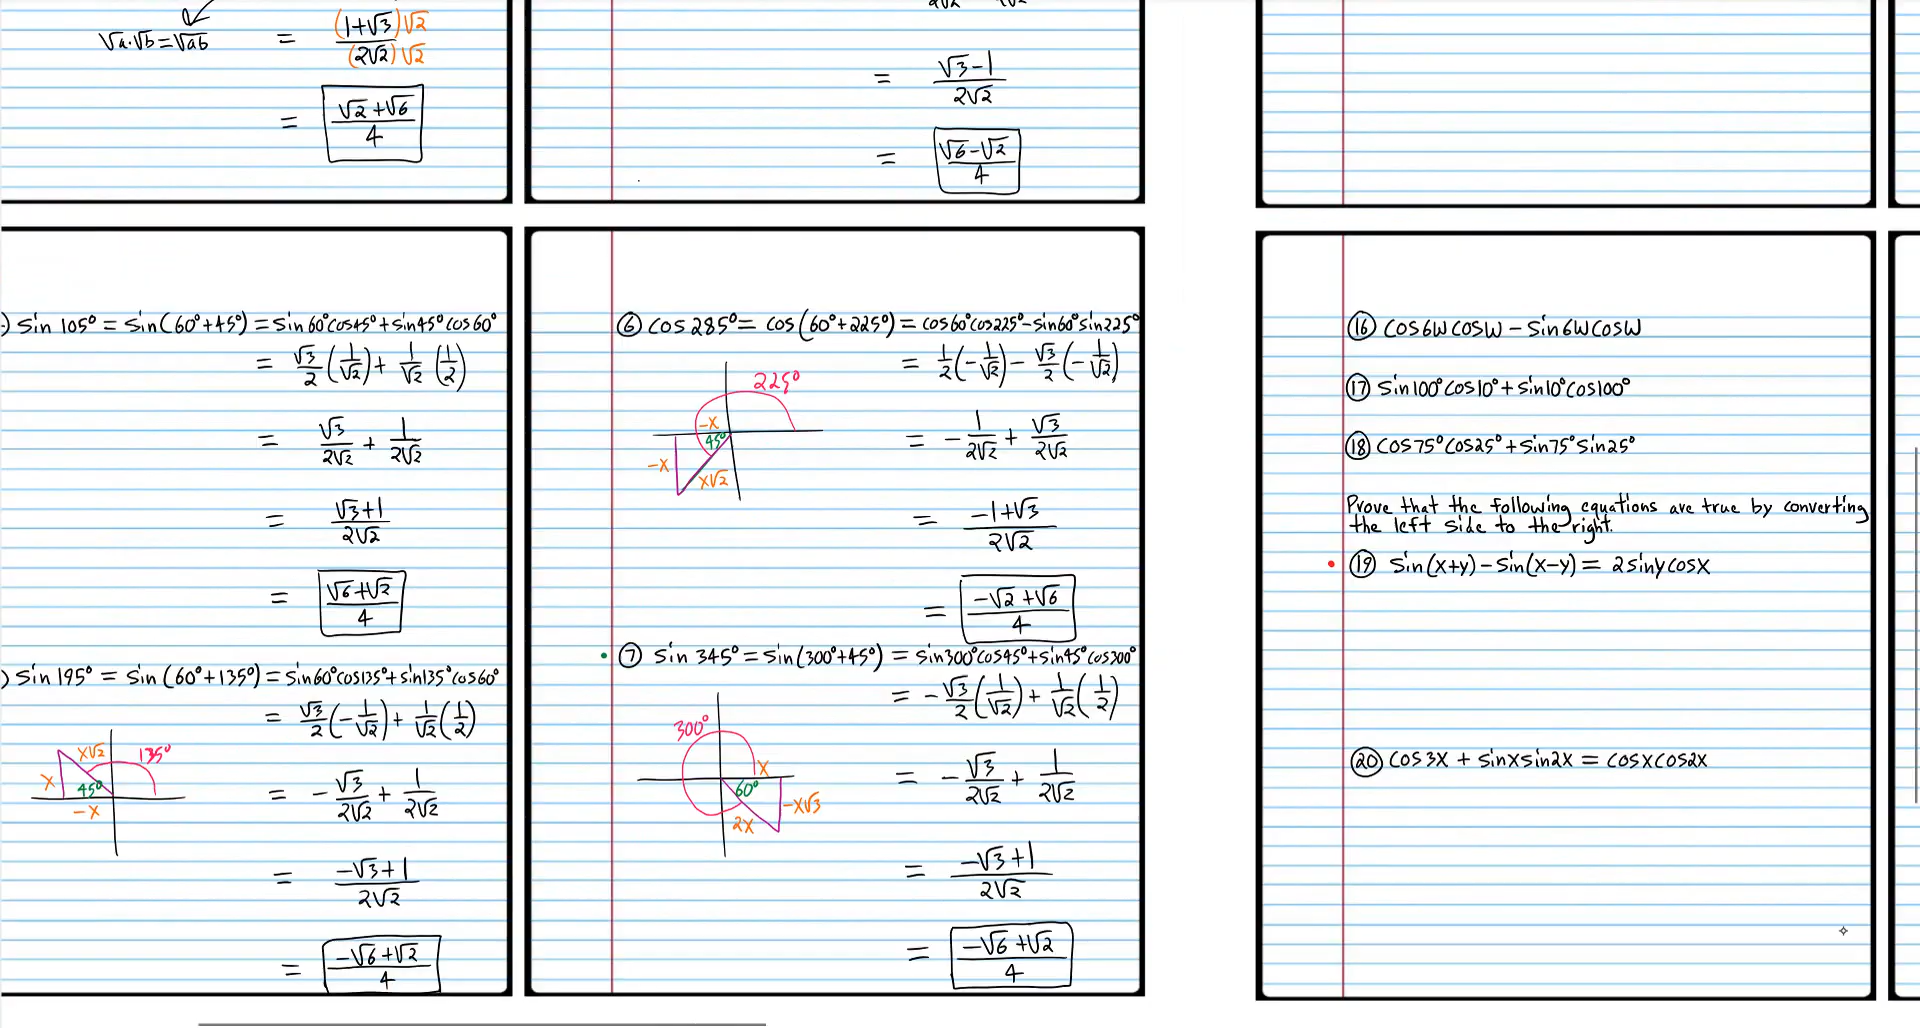 √a·√b=√ab
= (1+√3)√2 / (2√2)√2
= (√2+√6)/4
= (√3-1)/(2√2)
= (√6-√2)/4
) sin 105° = sin(60°+45°) = sin60°cos45°+sin45°cos60°
= √3/2 (1/√2) + 1/√2 (1/2)
= √3/(2√2) + 1/(2√2)
= (√3+1)/(2√2)
= (√6+√2)/4
) sin 195° = sin(60°+135°) = sin60°cos135°+sin135°cos60°
= √3/2 (-1/√2) + 1/√2 (1/2)
x√2 135°
x 45°
-x
= -√3/(2√2) + 1/(2√2)
= (-√3+1)/(2√2)
= (-√6+√2)/4
⑥ cos 285° = cos(60°+225°) = cos60°cos225°-sin60°sin225°
= 1/2 (-1/√2) - √3/2 (-1/√2)
225°
-x
45°
-x
x√2
= -1/(2√2) + √3/(2√2)
= (-1+√3)/(2√2)
= (-√2+√6)/4
⑦ sin 345° = sin(300°+45°) = sin300°cos45°+sin45°cos300°
= -√3/2 (1/√2) + 1/√2 (1/2)
300°
x
60°
-x√3
2x
= -√3/(2√2) + 1/(2√2)
= (-√3+1)/(2√2)
= (-√6+√2)/4
⑯ cos6wcosw - sin6wcosw
⑰ sin100°cos10°+sin10°cos100°
⑱ cos75°cos25°+sin75°sin25°
Prove that the following equations are true by converting
the left side to the right.
⑲ sin(x+y)-sin(x-y) = 2sinycosx
⑳ cos3x + sinxsin2x = cosxcos2x